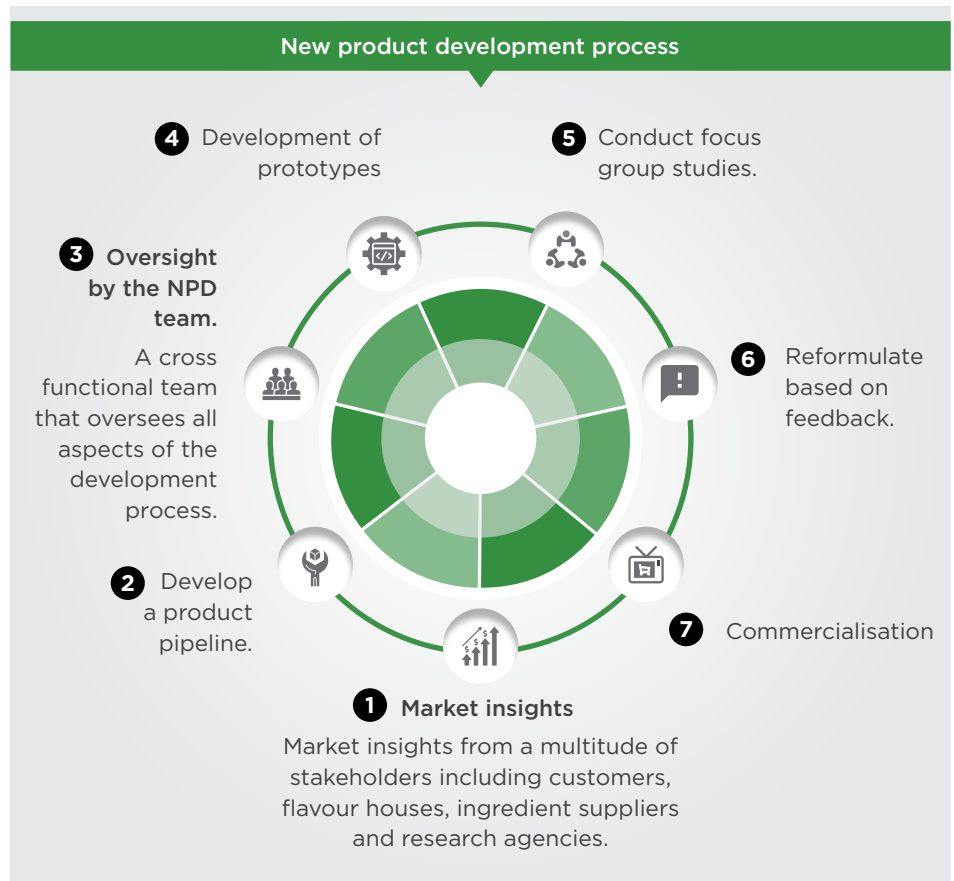 New product development process
1 Market insights
Market insights from a multitude of
stakeholders including customers,
flavour houses, ingredient suppliers
and research agencies.
2 Develop
a product
pipeline.
3 Oversight
by the NPD
team.
A cross
functional team
that oversees all
aspects of the
development
process.
4 Development of
prototypes
5 Conduct focus
group studies.
6 Reformulate
based on
feedback.
7 Commercialisation